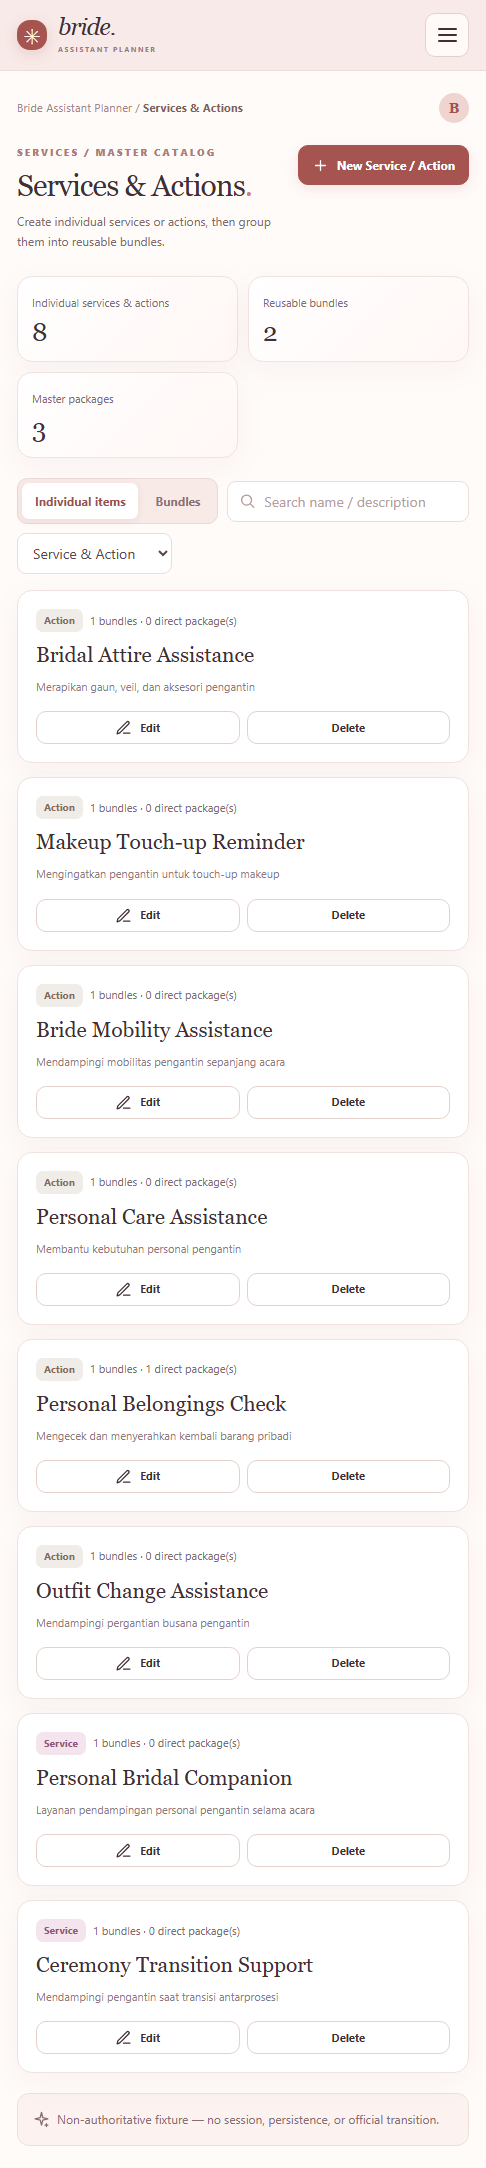 bride.
ASSISTANT PLANNER
Bride Assistant Planner / Services & Actions
B
SERVICES / MASTER CATALOG
New Service / Action
Services & Actions.
Create individual services or actions, then group
them into reusable bundles.
Individual services & actions
8
Reusable bundles
2
Master packages
3
Individual items
Bundles
Search name / description
Service & Action
Action 1 bundles · 0 direct package(s)
Bridal Attire Assistance
Merapikan gaun, veil, dan aksesori pengantin
Edit
Delete
Action 1 bundles · 0 direct package(s)
Makeup Touch-up Reminder
Mengingatkan pengantin untuk touch-up makeup
Edit
Delete
Action 1 bundles · 0 direct package(s)
Bride Mobility Assistance
Mendampingi mobilitas pengantin sepanjang acara
Edit
Delete
Action 1 bundles · 0 direct package(s)
Personal Care Assistance
Membantu kebutuhan personal pengantin
Edit
Delete
Action 1 bundles · 1 direct package(s)
Personal Belongings Check
Mengecek dan menyerahkan kembali barang pribadi
Edit
Delete
Action 1 bundles · 0 direct package(s)
Outfit Change Assistance
Mendampingi pergantian busana pengantin
Edit
Delete
Service 1 bundles · 0 direct package(s)
Personal Bridal Companion
Layanan pendampingan personal pengantin selama acara
Edit
Delete
Service 1 bundles · 0 direct package(s)
Ceremony Transition Support
Mendampingi pengantin saat transisi antarprosesi
Edit
Delete
Non-authoritative fixture — no session, persistence, or official transition.